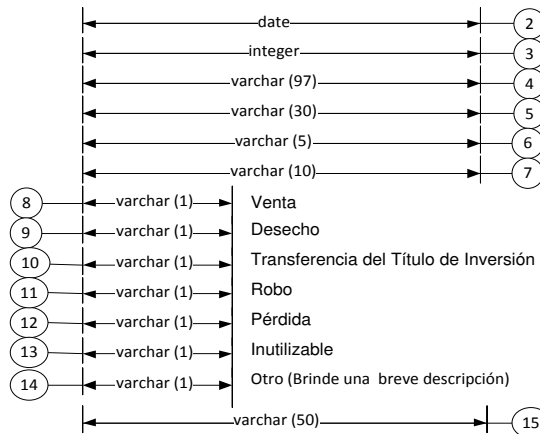 date 2
integer 3
varchar (97) 4
varchar (30) 5
varchar (5) 6
varchar (10) 7
8 varchar (1) Venta
9 varchar (1) Desecho
10 varchar (1) Transferencia del Título de Inversión
11 varchar (1) Robo
12 varchar (1) Pérdida
13 varchar (1) Inutilizable
14 varchar (1) Otro (Brinde una breve descripción)
varchar (50) 15